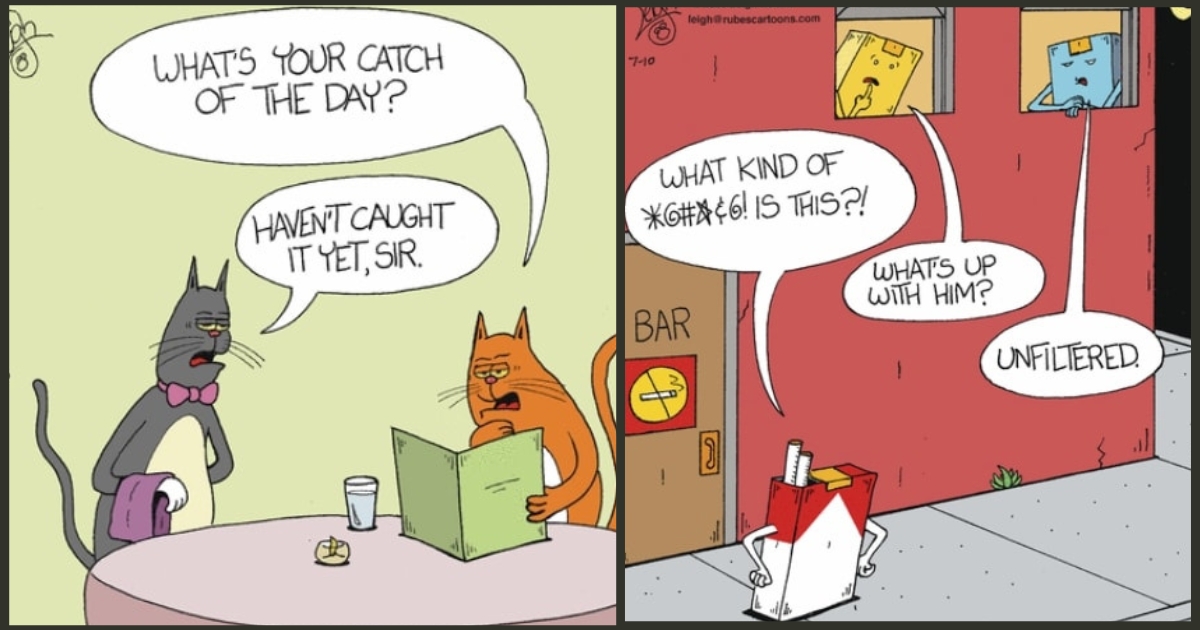 WHAT'S YOUR CATCH
OF THE DAY?
HAVEN'T CAUGHT
IT YET, SIR.
leigh@rubescartoons.com
7-10
WHAT KIND OF
*@#&¢@! IS THIS?!
WHAT'S UP
WITH HIM?
UNFILTERED.
BAR